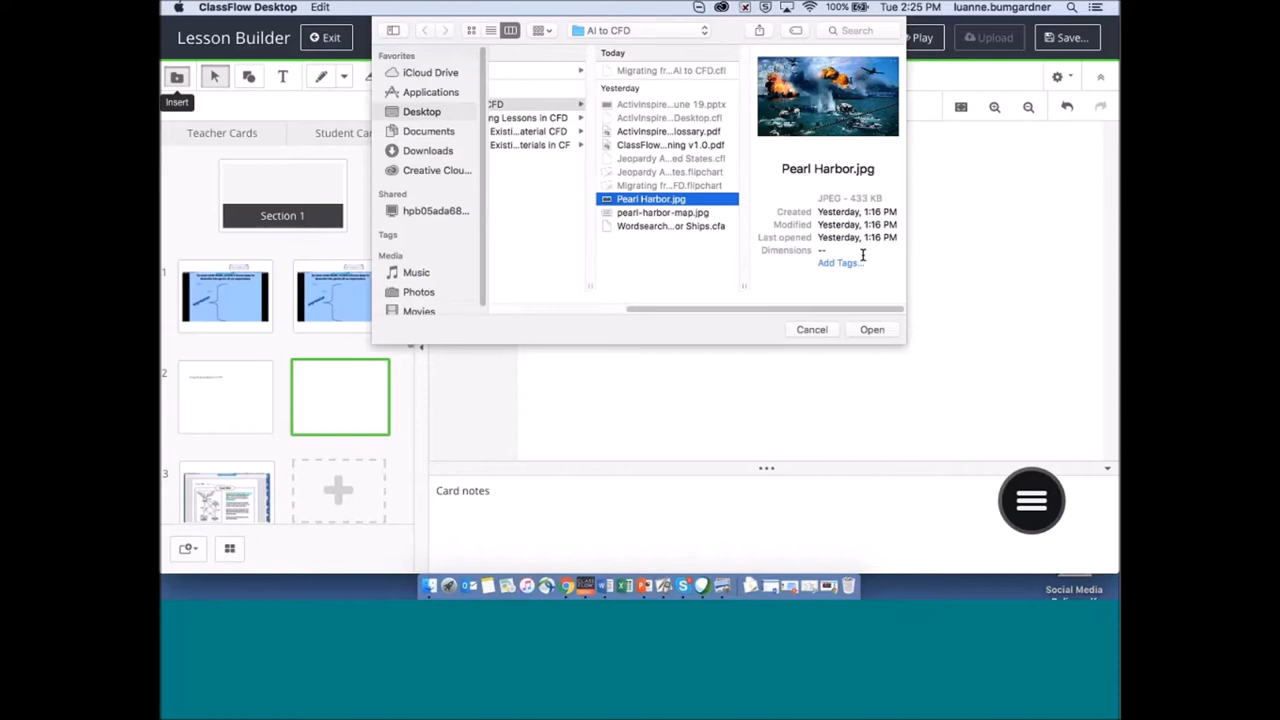 ClassFlow Desktop Edit 100% Tue 2:25 PM luanne.bumgardner
Lesson Builder Exit Play Upload Save...
AI to CFD Search
Insert
Teacher Cards Student Car
Section 1
1
2
3
Favorites
iCloud Drive
Applications
Desktop
Documents
Downloads
Creative Clou...
Shared
hpb05ada68...
Tags
Media
Music
Photos
Movies
CFD
ng Lessons in CFD
Existi...aterial CFD
Existi...terials in CF
Today
Migrating fr...AI to CFD.cfl
Yesterday
ActivInspire...une 19.pptx
ActivInspire...Desktop.cfl
ActivInspire...lossary.pdf
ClassFlow...ning v1.0.pdf
Jeopardy A...ed States.cfl
Jeopardy A...tes.flipchart
Migrating fr...FD.flipchart
Pearl Harbor.jpg
pearl-harbor-map.jpg
Wordsearch...or Ships.cfa
Pearl Harbor.jpg
JPEG - 433 KB
Created Yesterday, 1:16 PM
Modified Yesterday, 1:16 PM
Last opened Yesterday, 1:16 PM
Dimensions --
Add Tags...
Cancel Open
Card notes
Social Media